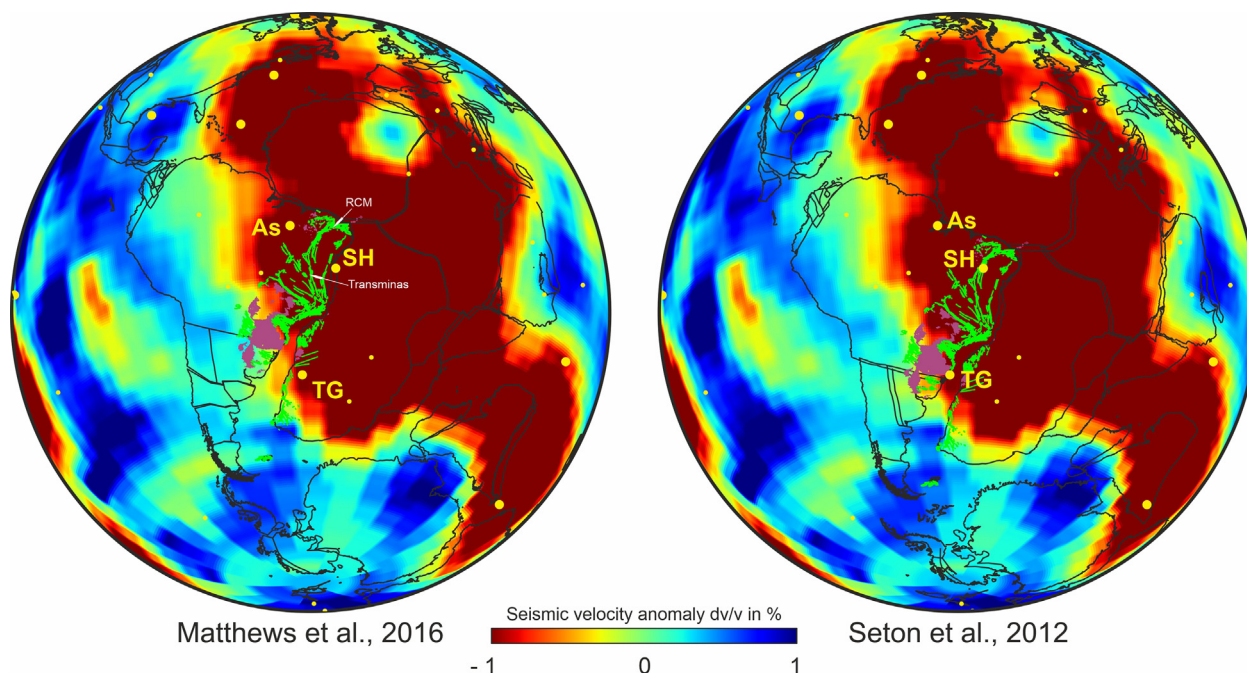 RCM
As
SH
Transminas
TG
As
SH
TG
Seismic velocity anomaly dv/v in %
Matthews et al., 2016
Seton et al., 2012
- 1
0
1